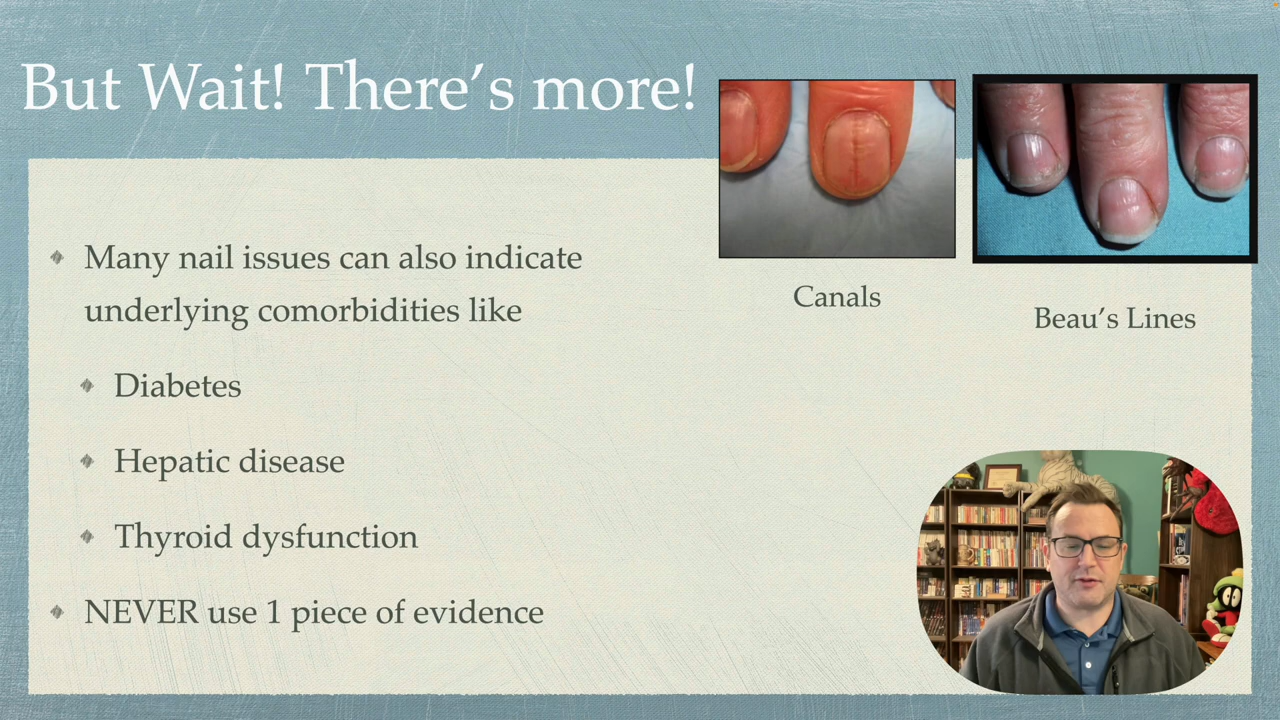 But Wait! There's more!
Many nail issues can also indicate
underlying comorbidities like
Diabetes
Hepatic disease
Thyroid dysfunction
NEVER use 1 piece of evidence
Canals
Beau's Lines